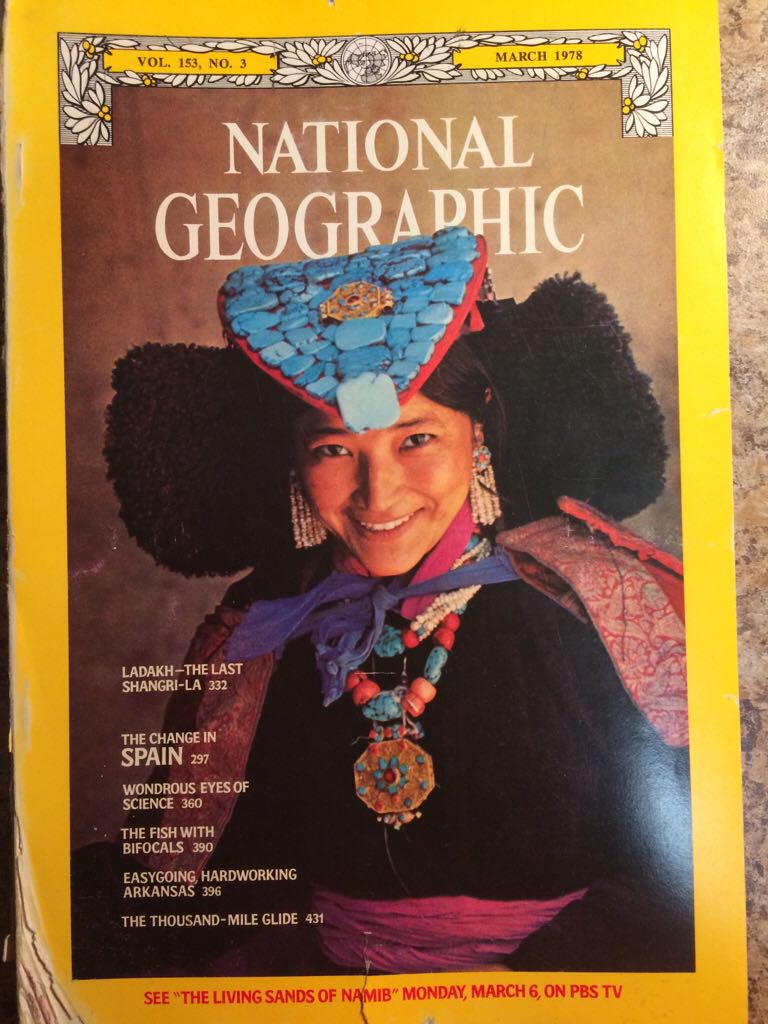 VOL. 153, NO. 3
MARCH 1978
NATIONAL
GEOGRAPHIC
LADAKH—THE LAST
SHANGRI-LA 332
THE CHANGE IN
SPAIN 297
WONDROUS EYES OF
SCIENCE 360
THE FISH WITH
BIFOCALS 390
EASYGOING, HARDWORKING
ARKANSAS 396
THE THOUSAND-MILE GLIDE 431
SEE "THE LIVING SANDS OF NAMIB" MONDAY, MARCH 6, ON PBS TV